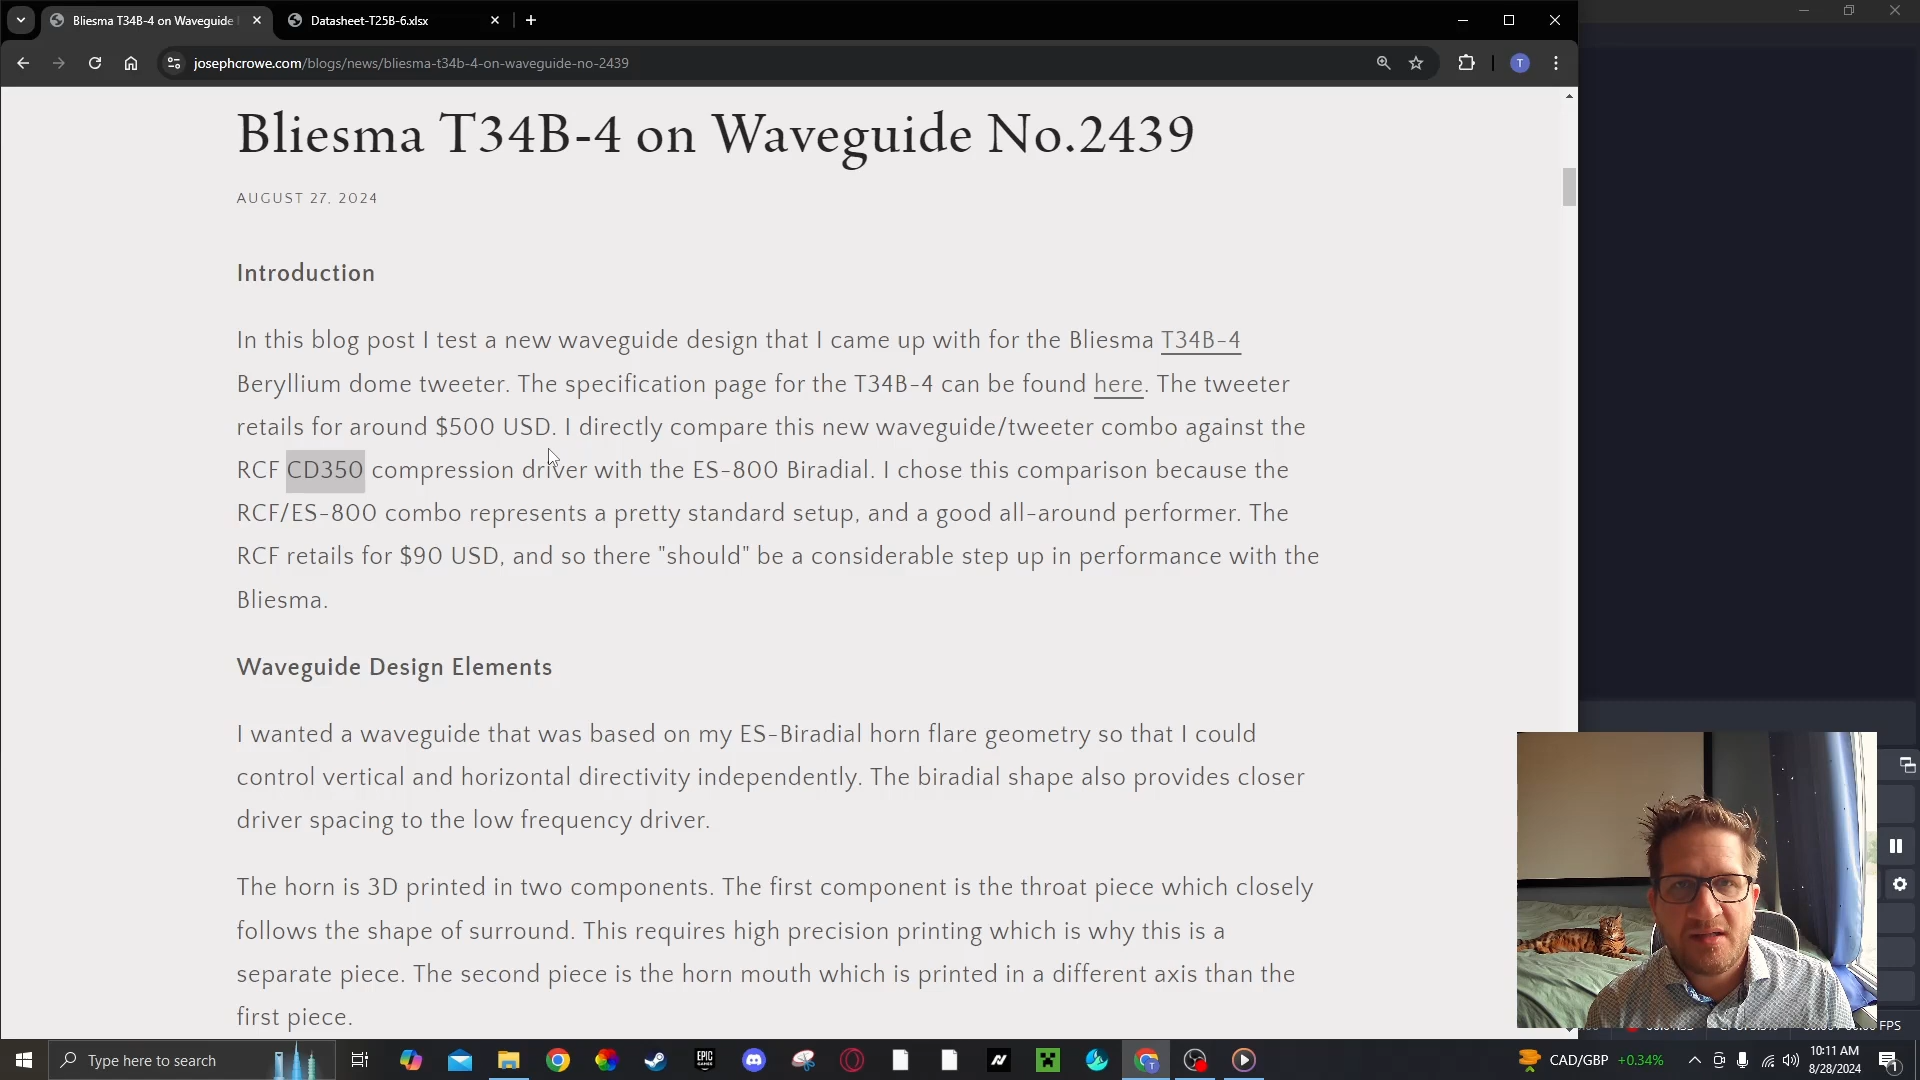 Bliesma T34B-4 on Waveguide
Datasheet-T25B-6.xlsx
josephcrowe.com/blogs/news/bliesma-t34b-4-on-waveguide-no-2439
T
Bliesma T34B-4 on Waveguide No.2439
AUGUST 27, 2024
Introduction
In this blog post I test a new waveguide design that I came up with for the Bliesma T34B-4
Beryllium dome tweeter. The specification page for the T34B-4 can be found here. The tweeter
retails for around $500 USD. I directly compare this new waveguide/tweeter combo against the
RCF CD350 compression driver with the ES-800 Biradial. I chose this comparison because the
RCF/ES-800 combo represents a pretty standard setup, and a good all-around performer. The
RCF retails for $90 USD, and so there "should" be a considerable step up in performance with the
Bliesma.
Waveguide Design Elements
I wanted a waveguide that was based on my ES-Biradial horn flare geometry so that I could
control vertical and horizontal directivity independently. The biradial shape also provides closer
driver spacing to the low frequency driver.
The horn is 3D printed in two components. The first component is the throat piece which closely
follows the shape of surround. This requires high precision printing which is why this is a
separate piece. The second piece is the horn mouth which is printed in a different axis than the
first piece.
FPS
Type here to search
EPIC GAMES
CAD/GBP +0.34%
10:11 AM
8/28/2024
1